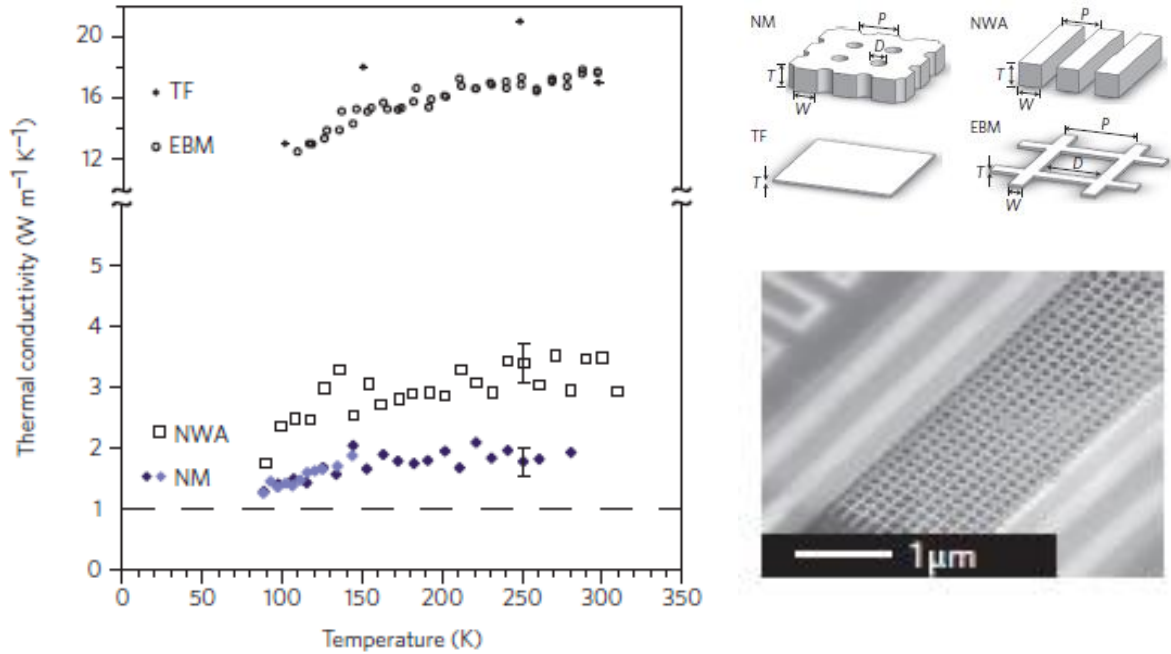 Thermal conductivity (W m⁻¹ K⁻¹)
20
16
12
5
4
3
2
1
0
TF
EBM
NWA
NM
0 50 100 150 200 250 300 350
Temperature (K)
NM
P
D
T
W
NWA
P
T
W
TF
T
EBM
P
D
T
W
1μm